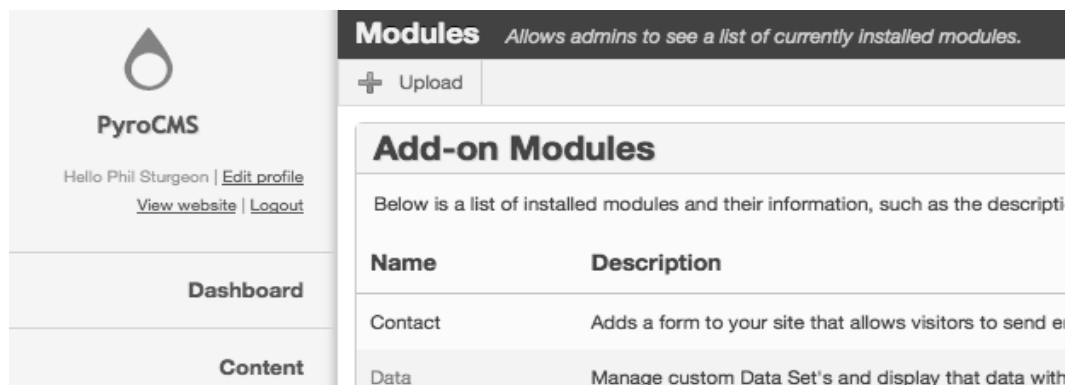 PyroCMS
Hello Phil Sturgeon | Edit profile
View website | Logout
Dashboard
Content
Modules Allows admins to see a list of currently installed modules.
Upload
Add-on Modules
Below is a list of installed modules and their information, such as the descripti
Name Description
Contact Adds a form to your site that allows visitors to send e
Data Manage custom Data Set's and display that data with